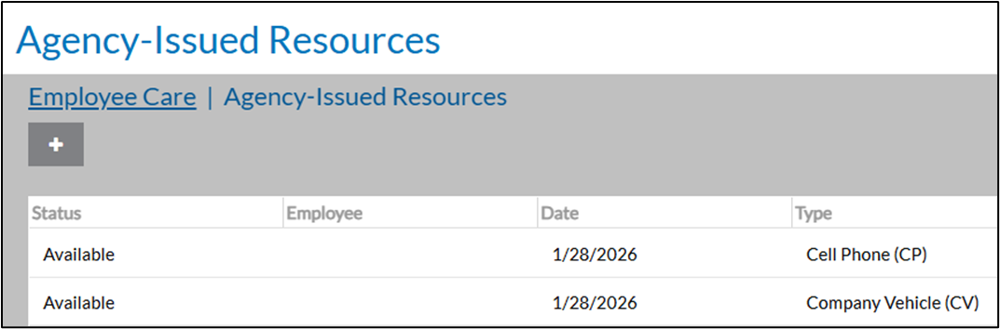 Agency-Issued Resources
Employee Care | Agency-Issued Resources
+
Status Employee Date Type
Available 1/28/2026 Cell Phone (CP)
Available 1/28/2026 Company Vehicle (CV)